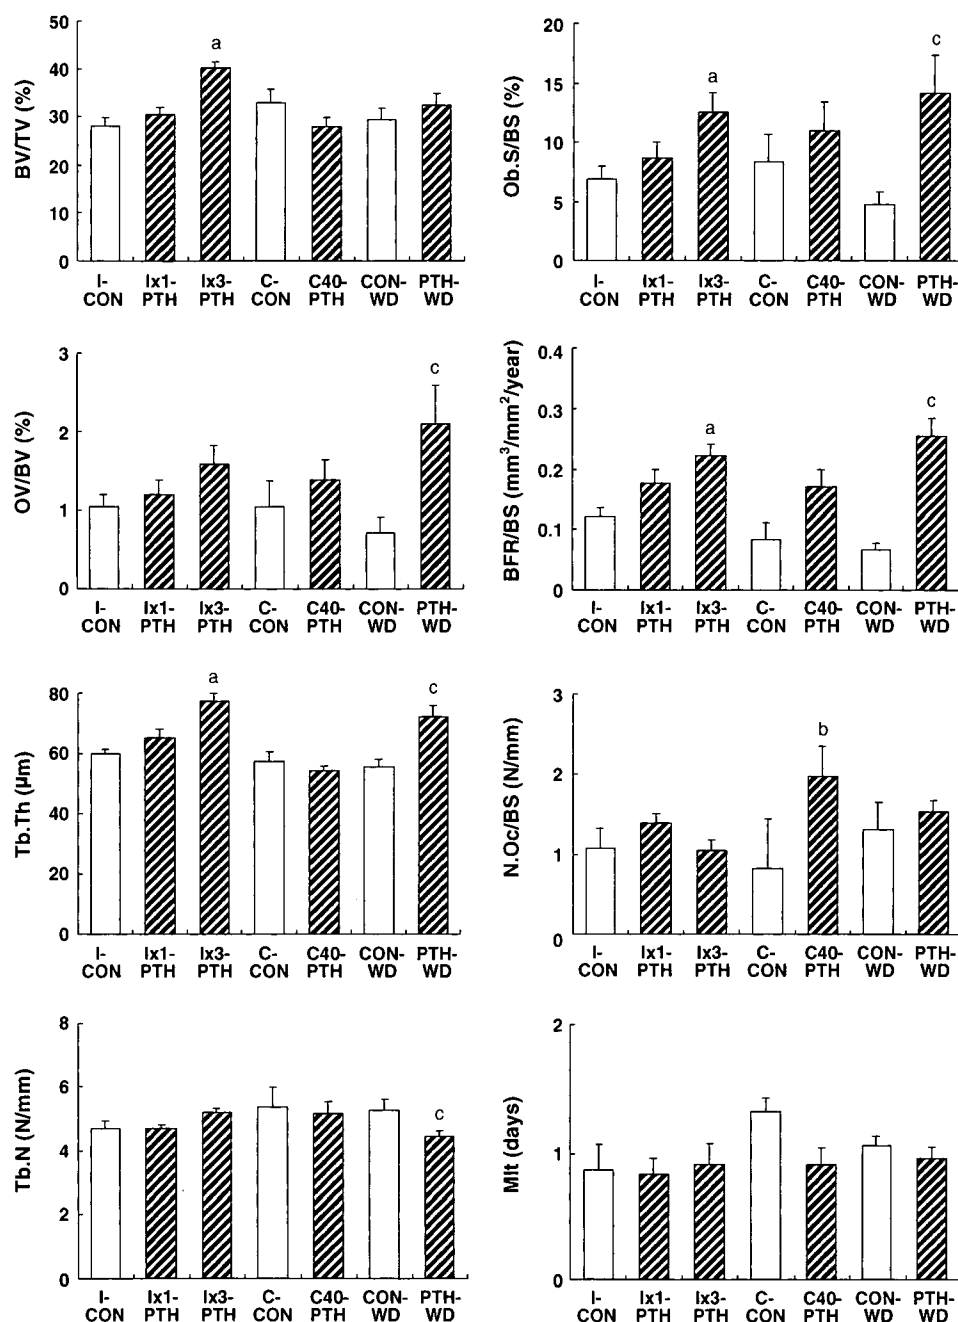 BV/TV (%)
50
40
30
20
10
0
a
I-CON
Ix1-PTH
Ix3-PTH
C-CON
C40-PTH
CON-WD
PTH-WD
Ob.S/BS (%)
20
15
10
5
0
a
c
I-CON
Ix1-PTH
Ix3-PTH
C-CON
C40-PTH
CON-WD
PTH-WD
OV/BV (%)
3
2
1
0
c
I-CON
Ix1-PTH
Ix3-PTH
C-CON
C40-PTH
CON-WD
PTH-WD
BFR/BS (mm³/mm²/year)
0.4
0.3
0.2
0.1
0
a
c
I-CON
Ix1-PTH
Ix3-PTH
C-CON
C40-PTH
CON-WD
PTH-WD
Tb.Th (µm)
80
60
40
20
0
a
c
I-CON
Ix1-PTH
Ix3-PTH
C-CON
C40-PTH
CON-WD
PTH-WD
N.Oc/BS (N/mm)
3
2
1
0
b
I-CON
Ix1-PTH
Ix3-PTH
C-CON
C40-PTH
CON-WD
PTH-WD
Tb.N (N/mm)
8
6
4
2
0
c
I-CON
Ix1-PTH
Ix3-PTH
C-CON
C40-PTH
CON-WD
PTH-WD
Mlt (days)
2
1
0
I-CON
Ix1-PTH
Ix3-PTH
C-CON
C40-PTH
CON-WD
PTH-WD